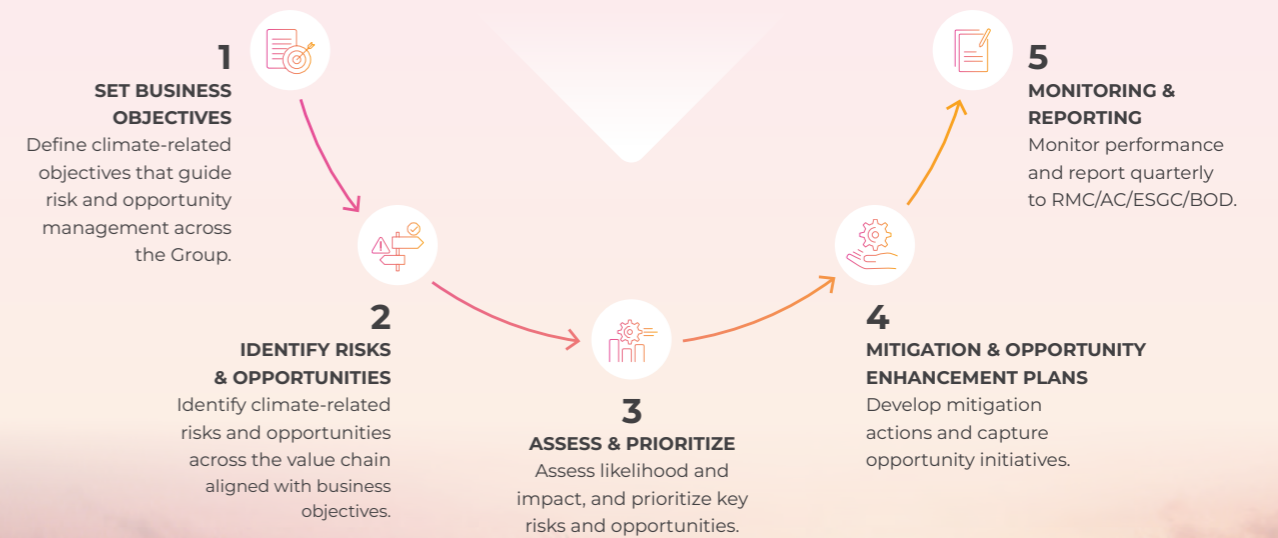 1
SET BUSINESS
OBJECTIVES
Define climate-related
objectives that guide
risk and opportunity
management across
the Group.
2
IDENTIFY RISKS
& OPPORTUNITIES
Identify climate-related
risks and opportunities
across the value chain
aligned with business
objectives.
3
ASSESS & PRIORITIZE
Assess likelihood and
impact, and prioritize key
risks and opportunities.
4
MITIGATION & OPPORTUNITY
ENHANCEMENT PLANS
Develop mitigation
actions and capture
opportunity initiatives.
5
MONITORING &
REPORTING
Monitor performance
and report quarterly
to RMC/AC/ESGC/BOD.